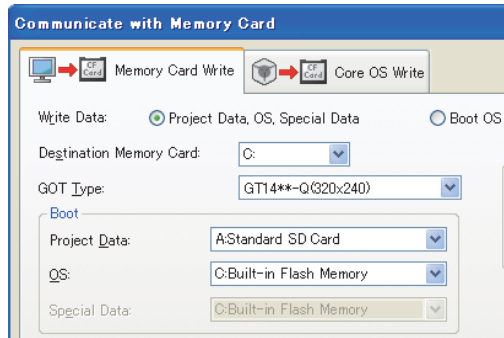 Communicate with Memory Card
CF Card Memory Card Write CF Card Core OS Write
Write Data: Project Data, OS, Special Data Boot OS
Destination Memory Card: C:
GOT Type: GT14**-Q(320x240)
Boot
Project Data: A:Standard SD Card
OS: C:Built-in Flash Memory
Special Data: C:Built-in Flash Memory